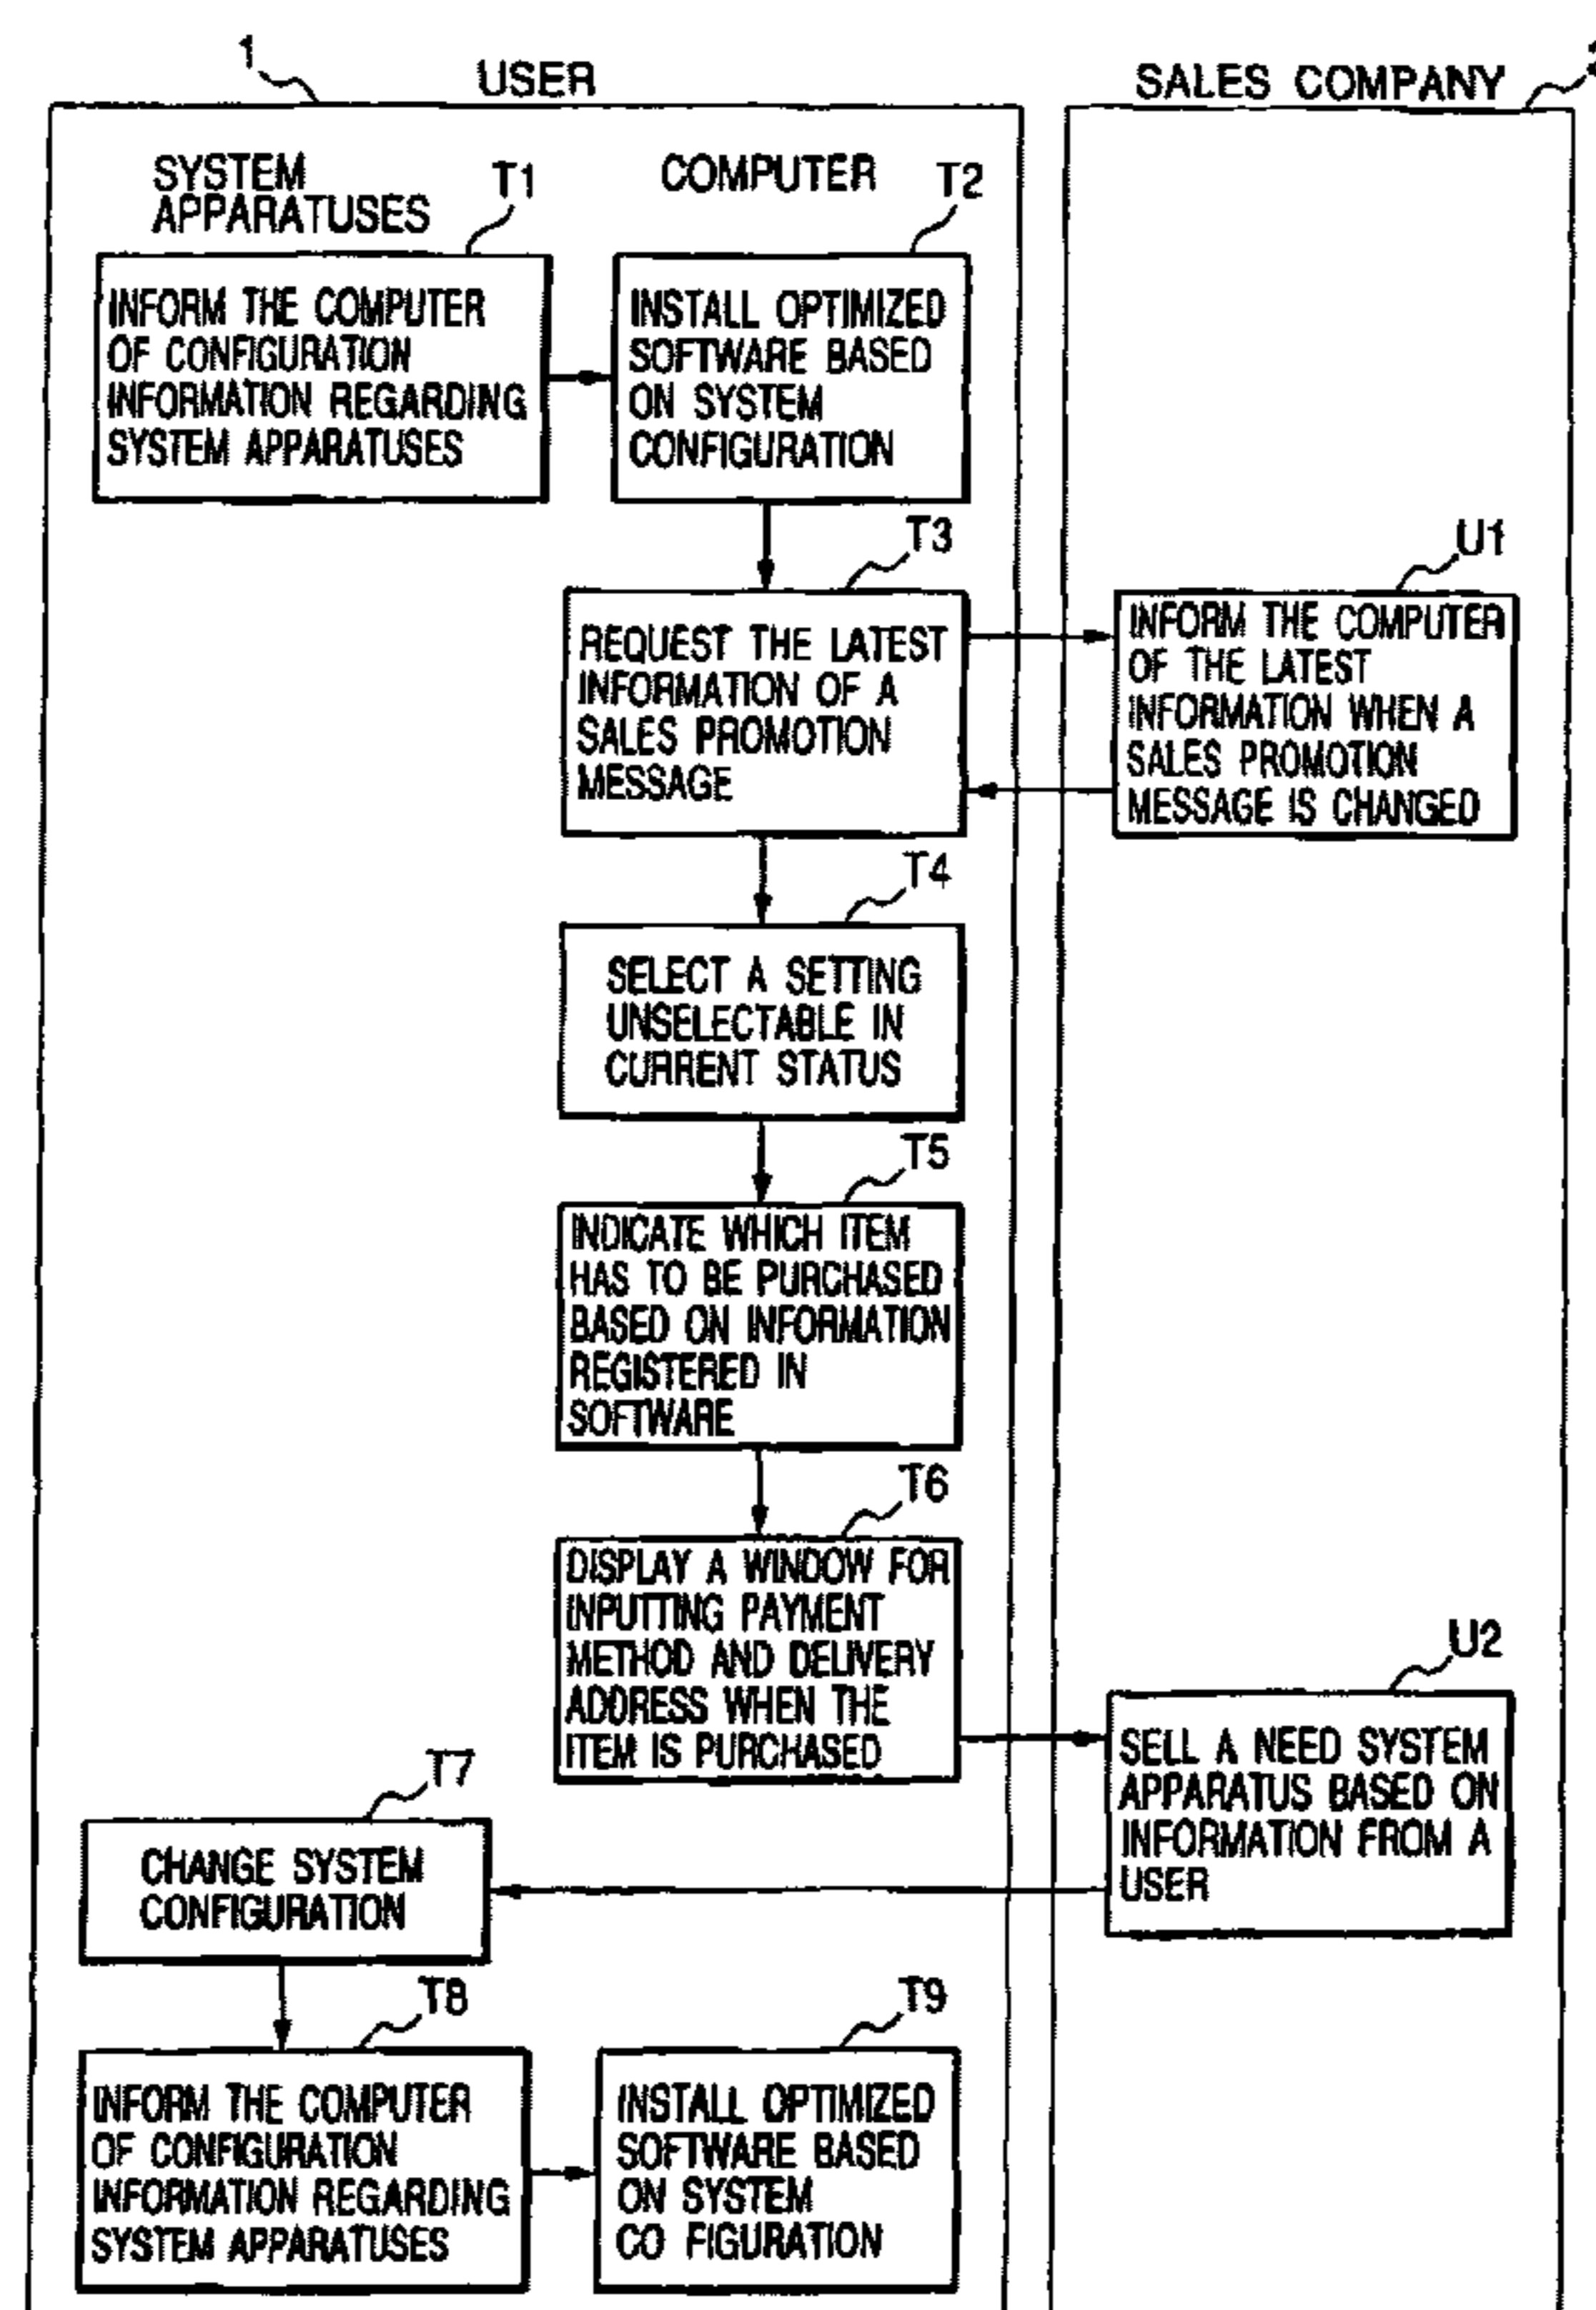 1
USER
SALES COMPANY
SYSTEM
APPARATUSES
COMPUTER
T1
INFORM THE COMPUTER
OF CONFIGURATION
INFORMATION REGARDING
SYSTEM APPARATUSES
T2
INSTALL OPTIMIZED
SOFTWARE BASED
ON SYSTEM
CONFIGURATION
T3
REQUEST THE LATEST
INFORMATION OF A
SALES PROMOTION
MESSAGE
U1
INFORM THE COMPUTER
OF THE LATEST
INFORMATION WHEN A
SALES PROMOTION
MESSAGE IS CHANGED
T4
SELECT A SETTING
UNSELECTABLE IN
CURRENT STATUS
T5
INDICATE WHICH ITEM
HAS TO BE PURCHASED
BASED ON INFORMATION
REGISTERED IN
SOFTWARE
T6
DISPLAY A WINDOW FOR
INPUTTING PAYMENT
METHOD AND DELIVERY
ADDRESS WHEN THE
ITEM IS PURCHASED
U2
SELL A NEED SYSTEM
APPARATUS BASED ON
INFORMATION FROM A
USER
T7
CHANGE SYSTEM
CONFIGURATION
T8
INFORM THE COMPUTER
OF CONFIGURATION
INFORMATION REGARDING
SYSTEM APPARATUSES
T9
INSTALL OPTIMIZED
SOFTWARE BASED
ON SYSTEM
CO FIGURATION